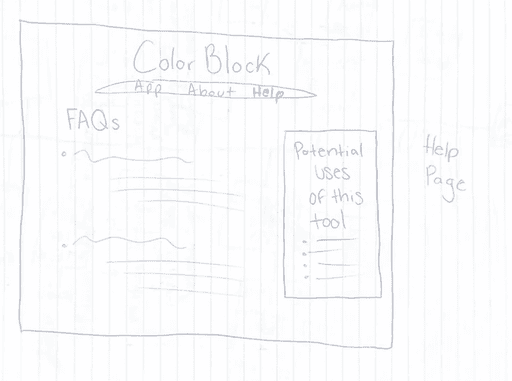 Color Block
App About Help
FAQs
Potential
uses
of this
tool
Help
Page